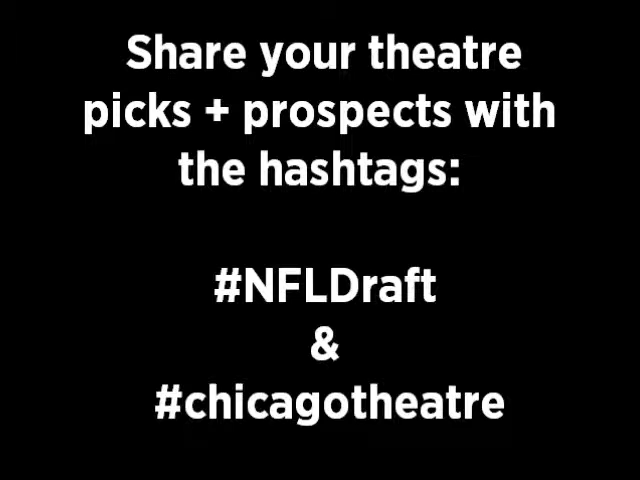 Share your theatre
picks + prospects with
the hashtags:
#NFLDraft
&
#chicagotheatre